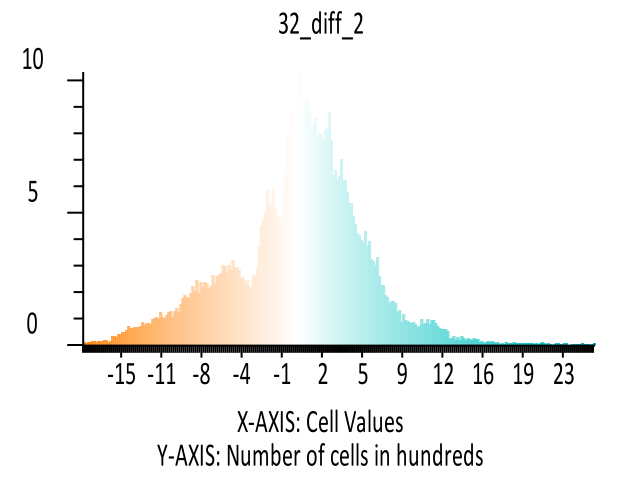 32_diff_2
10
5
0
-15 -11 -8 -4 -1 2 5 9 12 16 19 23
X-AXIS: Cell Values
Y-AXIS: Number of cells in hundreds